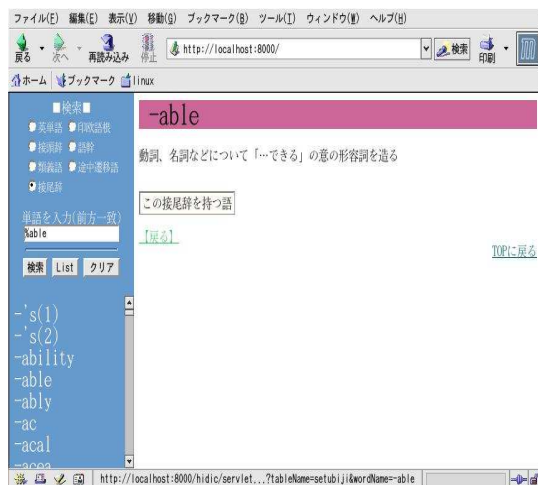 ファイル(F) 編集(E) 表示(V) 移動(G) ブックマーク(B) ツール(T) ウィンドウ(W) ヘルプ(H)
戻る 次へ 再読み込み 停止 http://localhost:8000/ 検索 印刷
ホーム ブックマーク linux
■検索■
英単語 印欧語根
接頭辞 語幹
類義語 途中遷移語
接尾辞
単語を入力(前方一致)
%able
検索 List クリア
-'s(1)
-'s(2)
-ability
-able
-ably
-ac
-acal
-acea
-able
動詞、名詞などについて「…できる」の意の形容詞を造る
この接尾辞を持つ語
【戻る】
TOPに戻る
http://localhost:8000/hidic/servlet...?tableName=setubiji&wordName=-able